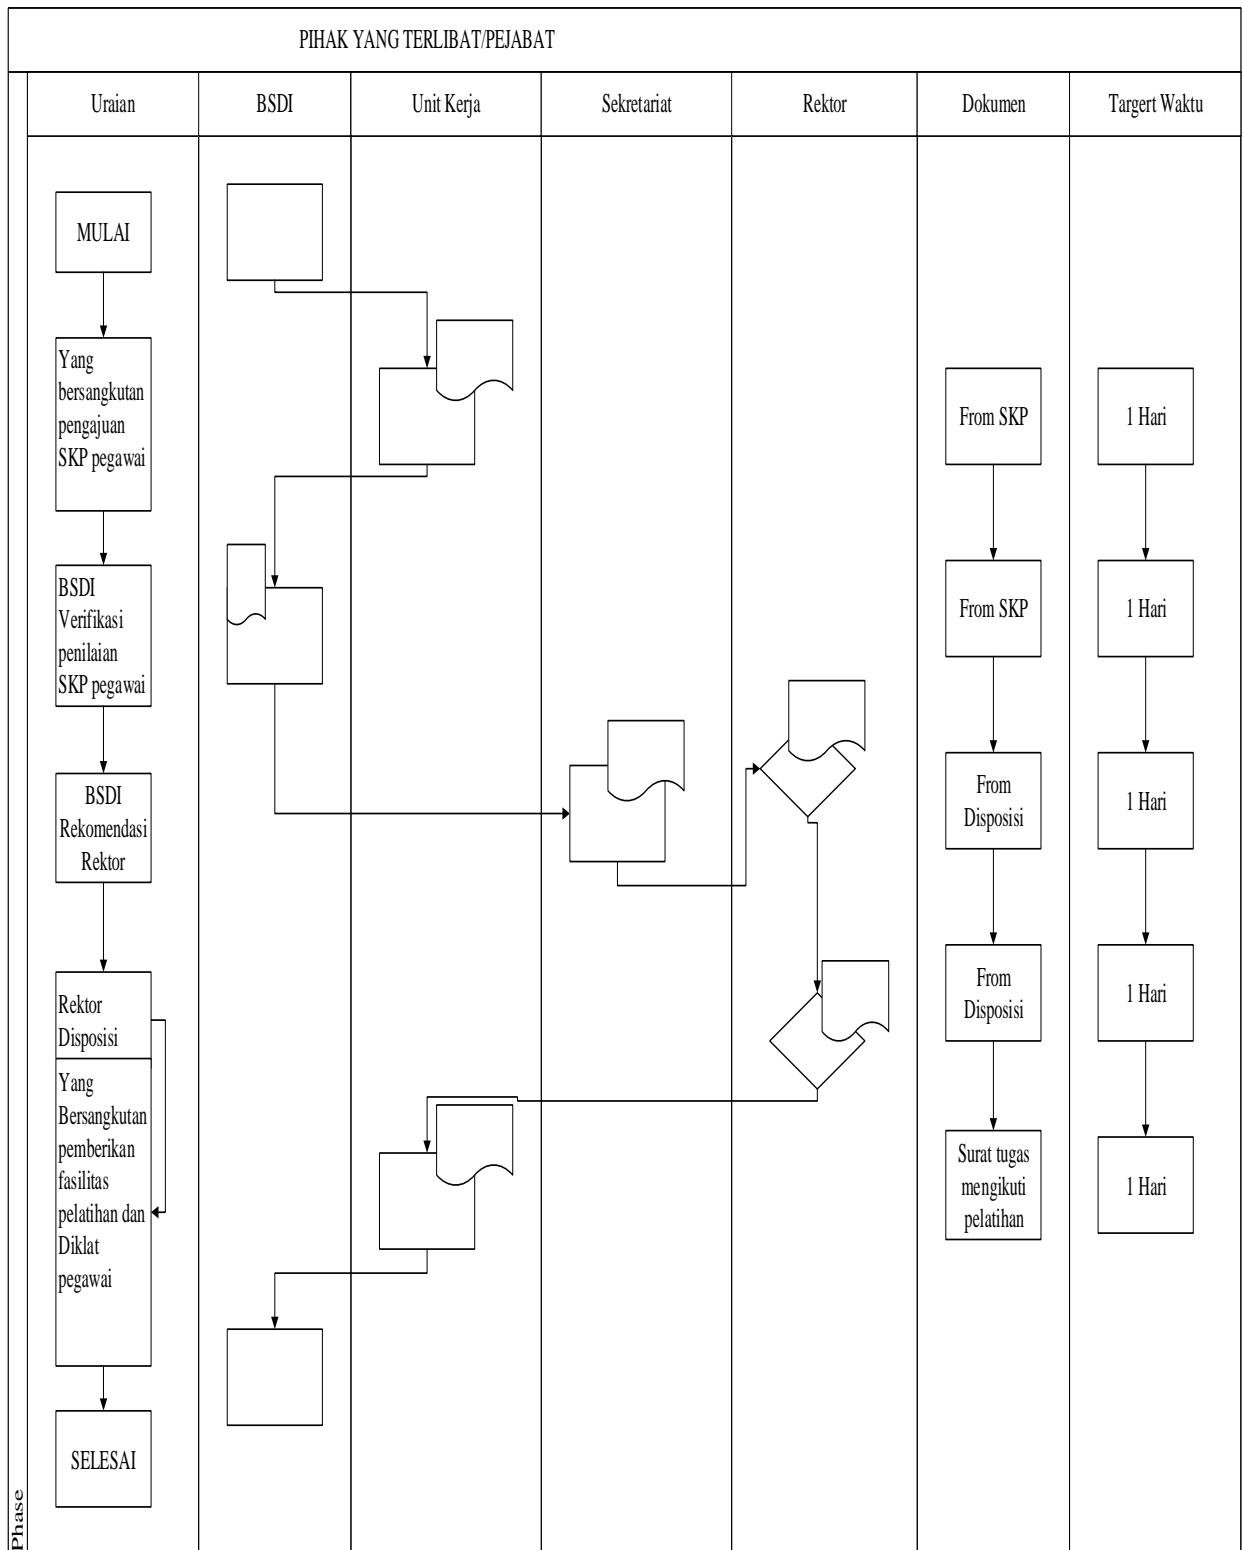 PIHAK YANG TERLIBAT/PEJABAT
Uraian
BSDI
Unit Kerja
Sekretariat
Rektor
Dokumen
Targert Waktu
MULAI
Yang
bersangkutan
pengajuan
SKP pegawai
From SKP
1 Hari
BSDI
Verifikasi
penilaian
SKP pegawai
From SKP
1 Hari
BSDI
Rekomendasi
Rektor
From
Disposisi
1 Hari
Rektor
Disposisi
From
Disposisi
1 Hari
Yang
Bersangkutan
pemberikan
fasilitas
pelatihan dan
Diklat
pegawai
Surat tugas
mengikuti
pelatihan
1 Hari
SELESAI
Phase